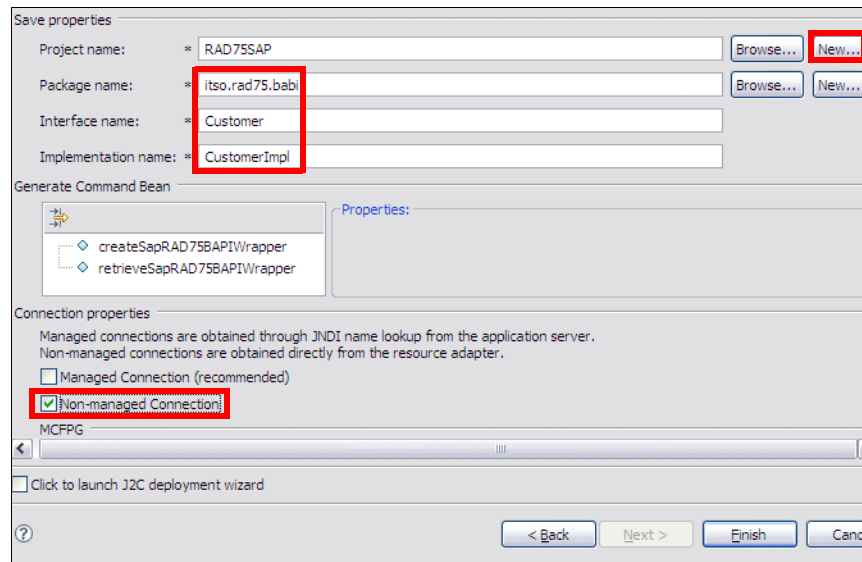 Save properties
Project name: * RAD75SAP Browse... New...
Package name: * itso.rad75.babi Browse... New...
Interface name: * Customer
Implementation name: * CustomerImpl
Generate Command Bean
Properties:
createSapRAD75BAPIWrapper
retrieveSapRAD75BAPIWrapper
Connection properties
Managed connections are obtained through JNDI name lookup from the application server.
Non-managed connections are obtained directly from the resource adapter.
Managed Connection (recommended)
Non-managed Connection
MCFPG
Click to launch J2C deployment wizard
? < Back Next > Finish Canc